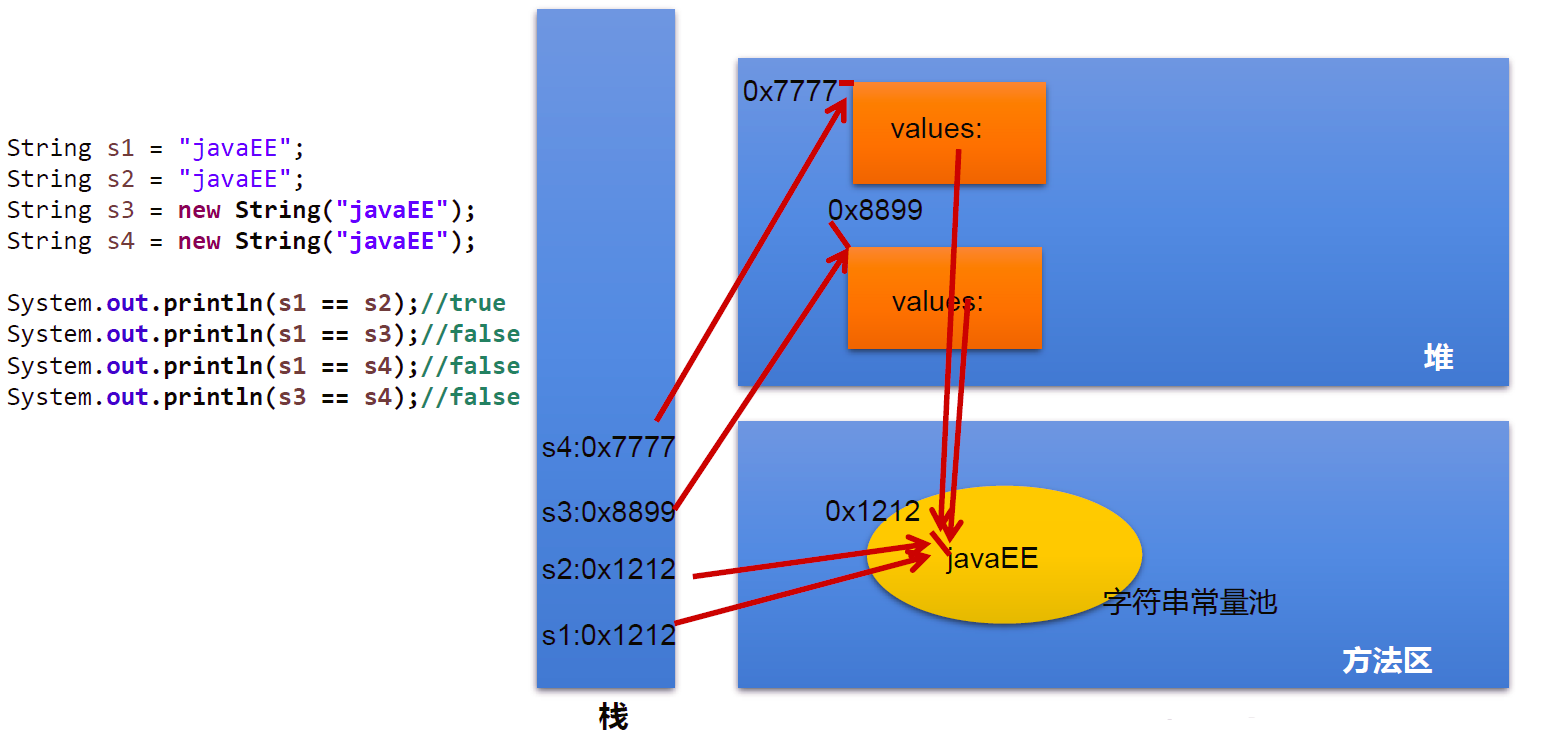 String s1 = "javaEE";
String s2 = "javaEE";
String s3 = new String("javaEE");
String s4 = new String("javaEE");
System.out.println(s1 == s2);//true
System.out.println(s1 == s3);//false
System.out.println(s1 == s4);//false
System.out.println(s3 == s4);//false
s4:0x7777
s3:0x8899
s2:0x1212
s1:0x1212
栈
0x7777
values:
0x8899
values:
堆
0x1212
javaEE
字符串常量池
方法区